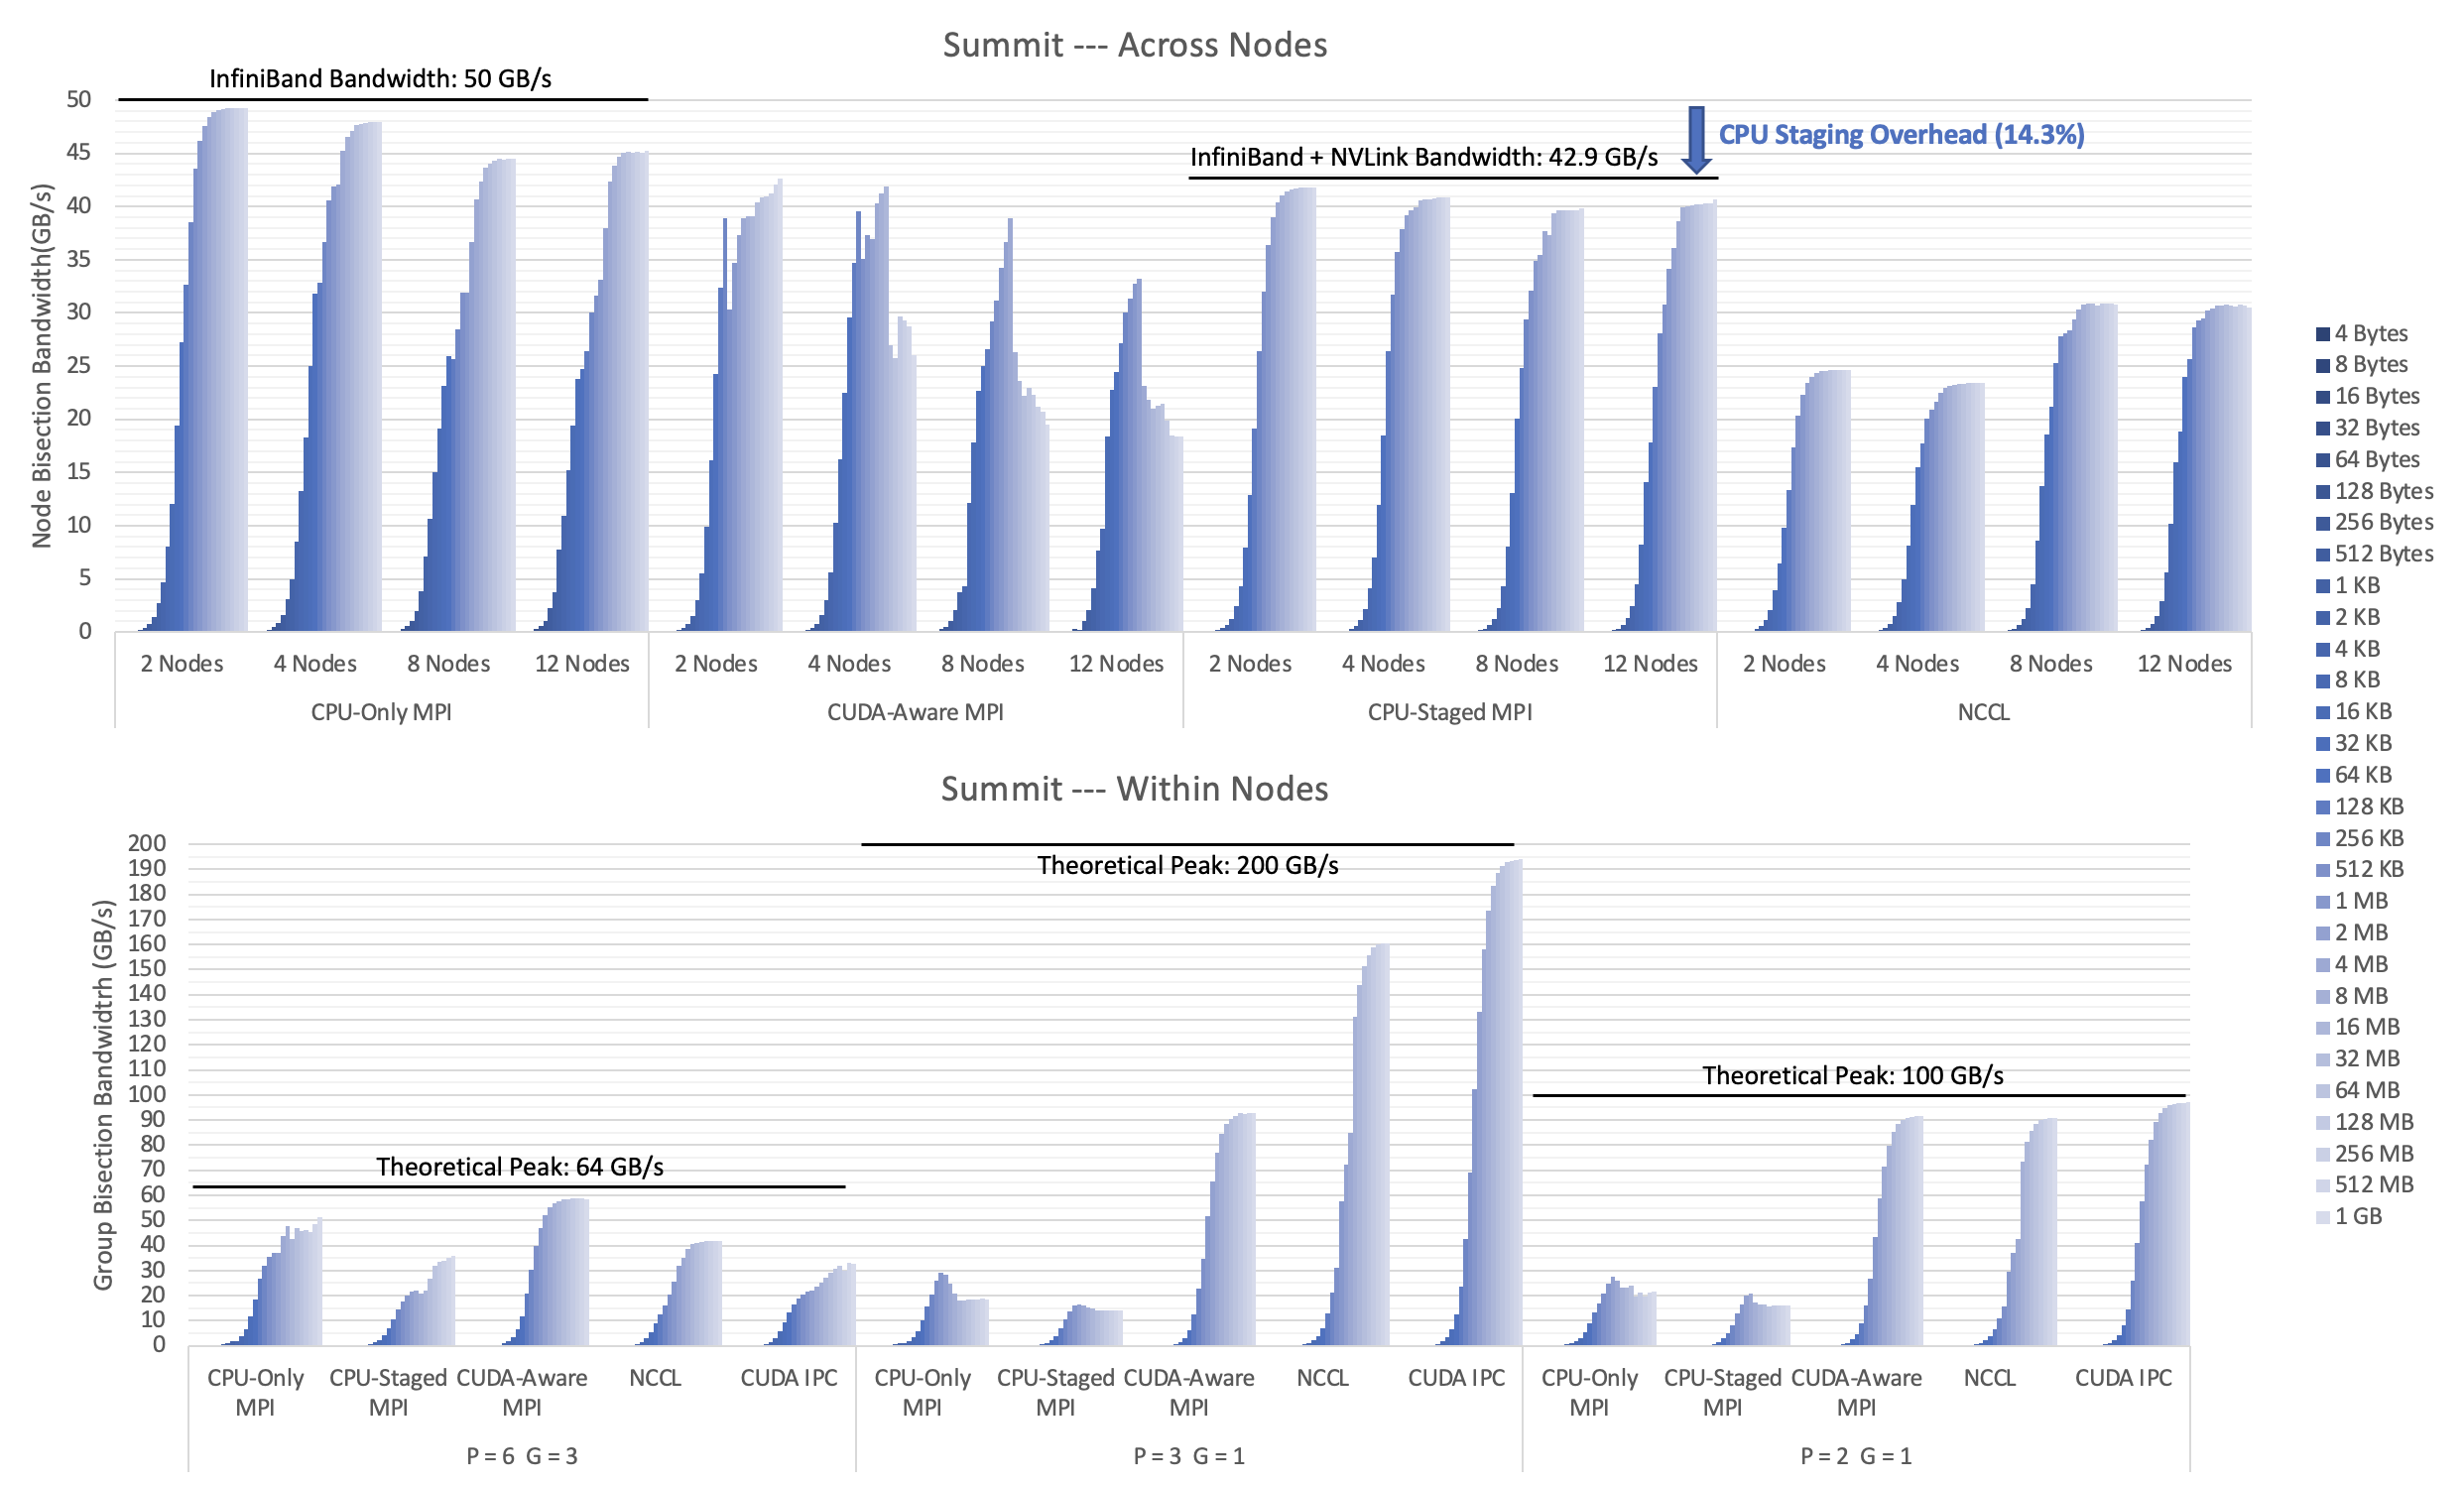 Summit --- Across Nodes
InfiniBand Bandwidth: 50 GB/s
CPU Staging Overhead (14.3%)
InfiniBand + NVLink Bandwidth: 42.9 GB/s
Node Bisection Bandwidth(GB/s)
50
45
40
35
30
25
20
15
10
5
0
2 Nodes 4 Nodes 8 Nodes 12 Nodes 2 Nodes 4 Nodes 8 Nodes 12 Nodes 2 Nodes 4 Nodes 8 Nodes 12 Nodes 2 Nodes 4 Nodes 8 Nodes 12 Nodes
CPU-Only MPI CUDA-Aware MPI CPU-Staged MPI NCCL
Summit --- Within Nodes
Group Bisection Bandwidtrh (GB/s)
200
190
180
170
160
150
140
130
120
110
100
90
80
70
60
50
40
30
20
10
0
Theoretical Peak: 200 GB/s
Theoretical Peak: 100 GB/s
Theoretical Peak: 64 GB/s
CPU-Only CPU-Staged CUDA-Aware NCCL CUDA IPC CPU-Only CPU-Staged CUDA-Aware NCCL CUDA IPC CPU-Only CPU-Staged CUDA-Aware NCCL CUDA IPC
MPI MPI MPI MPI MPI MPI MPI MPI MPI
P = 6 G = 3 P = 3 G = 1 P = 2 G = 1
4 Bytes
8 Bytes
16 Bytes
32 Bytes
64 Bytes
128 Bytes
256 Bytes
512 Bytes
1 KB
2 KB
4 KB
8 KB
16 KB
32 KB
64 KB
128 KB
256 KB
512 KB
1 MB
2 MB
4 MB
8 MB
16 MB
32 MB
64 MB
128 MB
256 MB
512 MB
1 GB